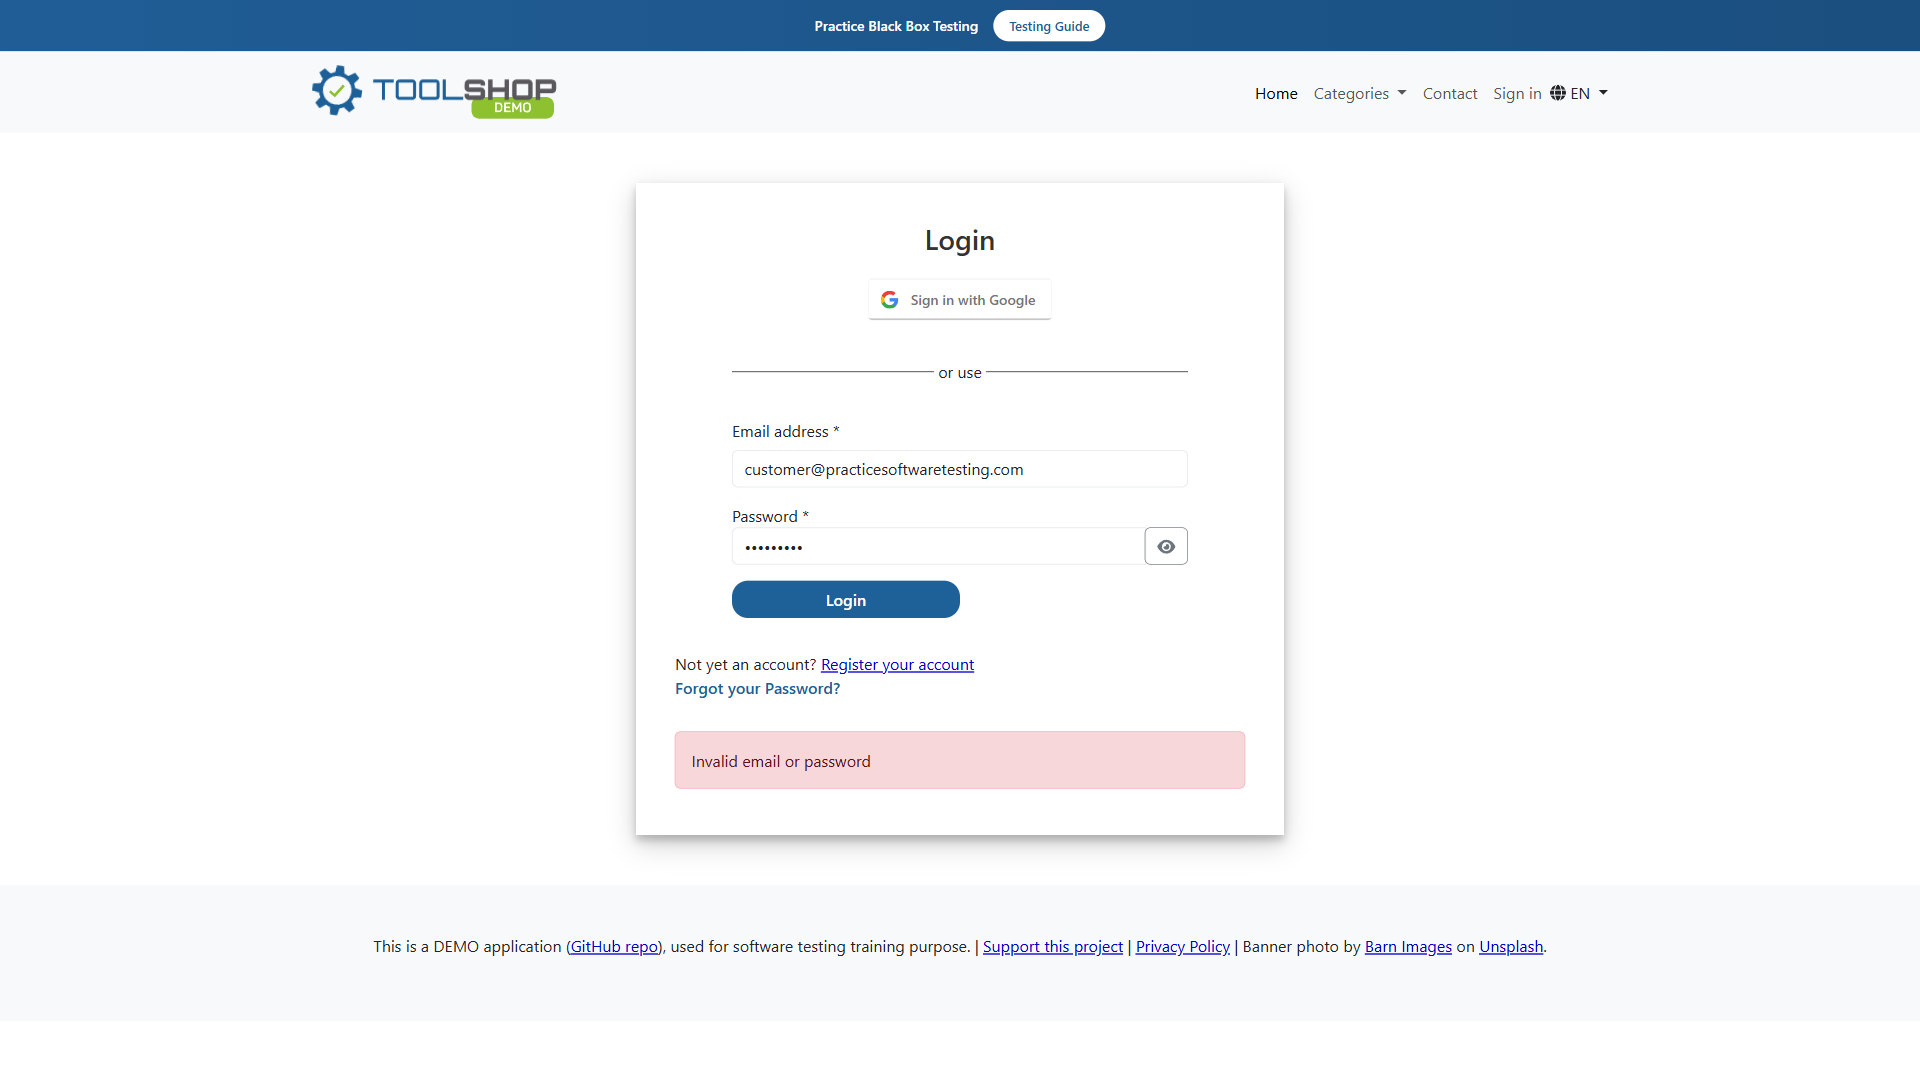 Practice Black Box Testing Testing Guide
TOOLSHOP
DEMO
Home Categories Contact Sign in EN
Login
Sign in with Google
or use
Email address *
customer@practicesoftwaretesting.com
Password *
•••••••••
Login
Not yet an account? Register your account
Forgot your Password?
Invalid email or password
This is a DEMO application (GitHub repo), used for software testing training purpose. | Support this project | Privacy Policy | Banner photo by Barn Images on Unsplash.